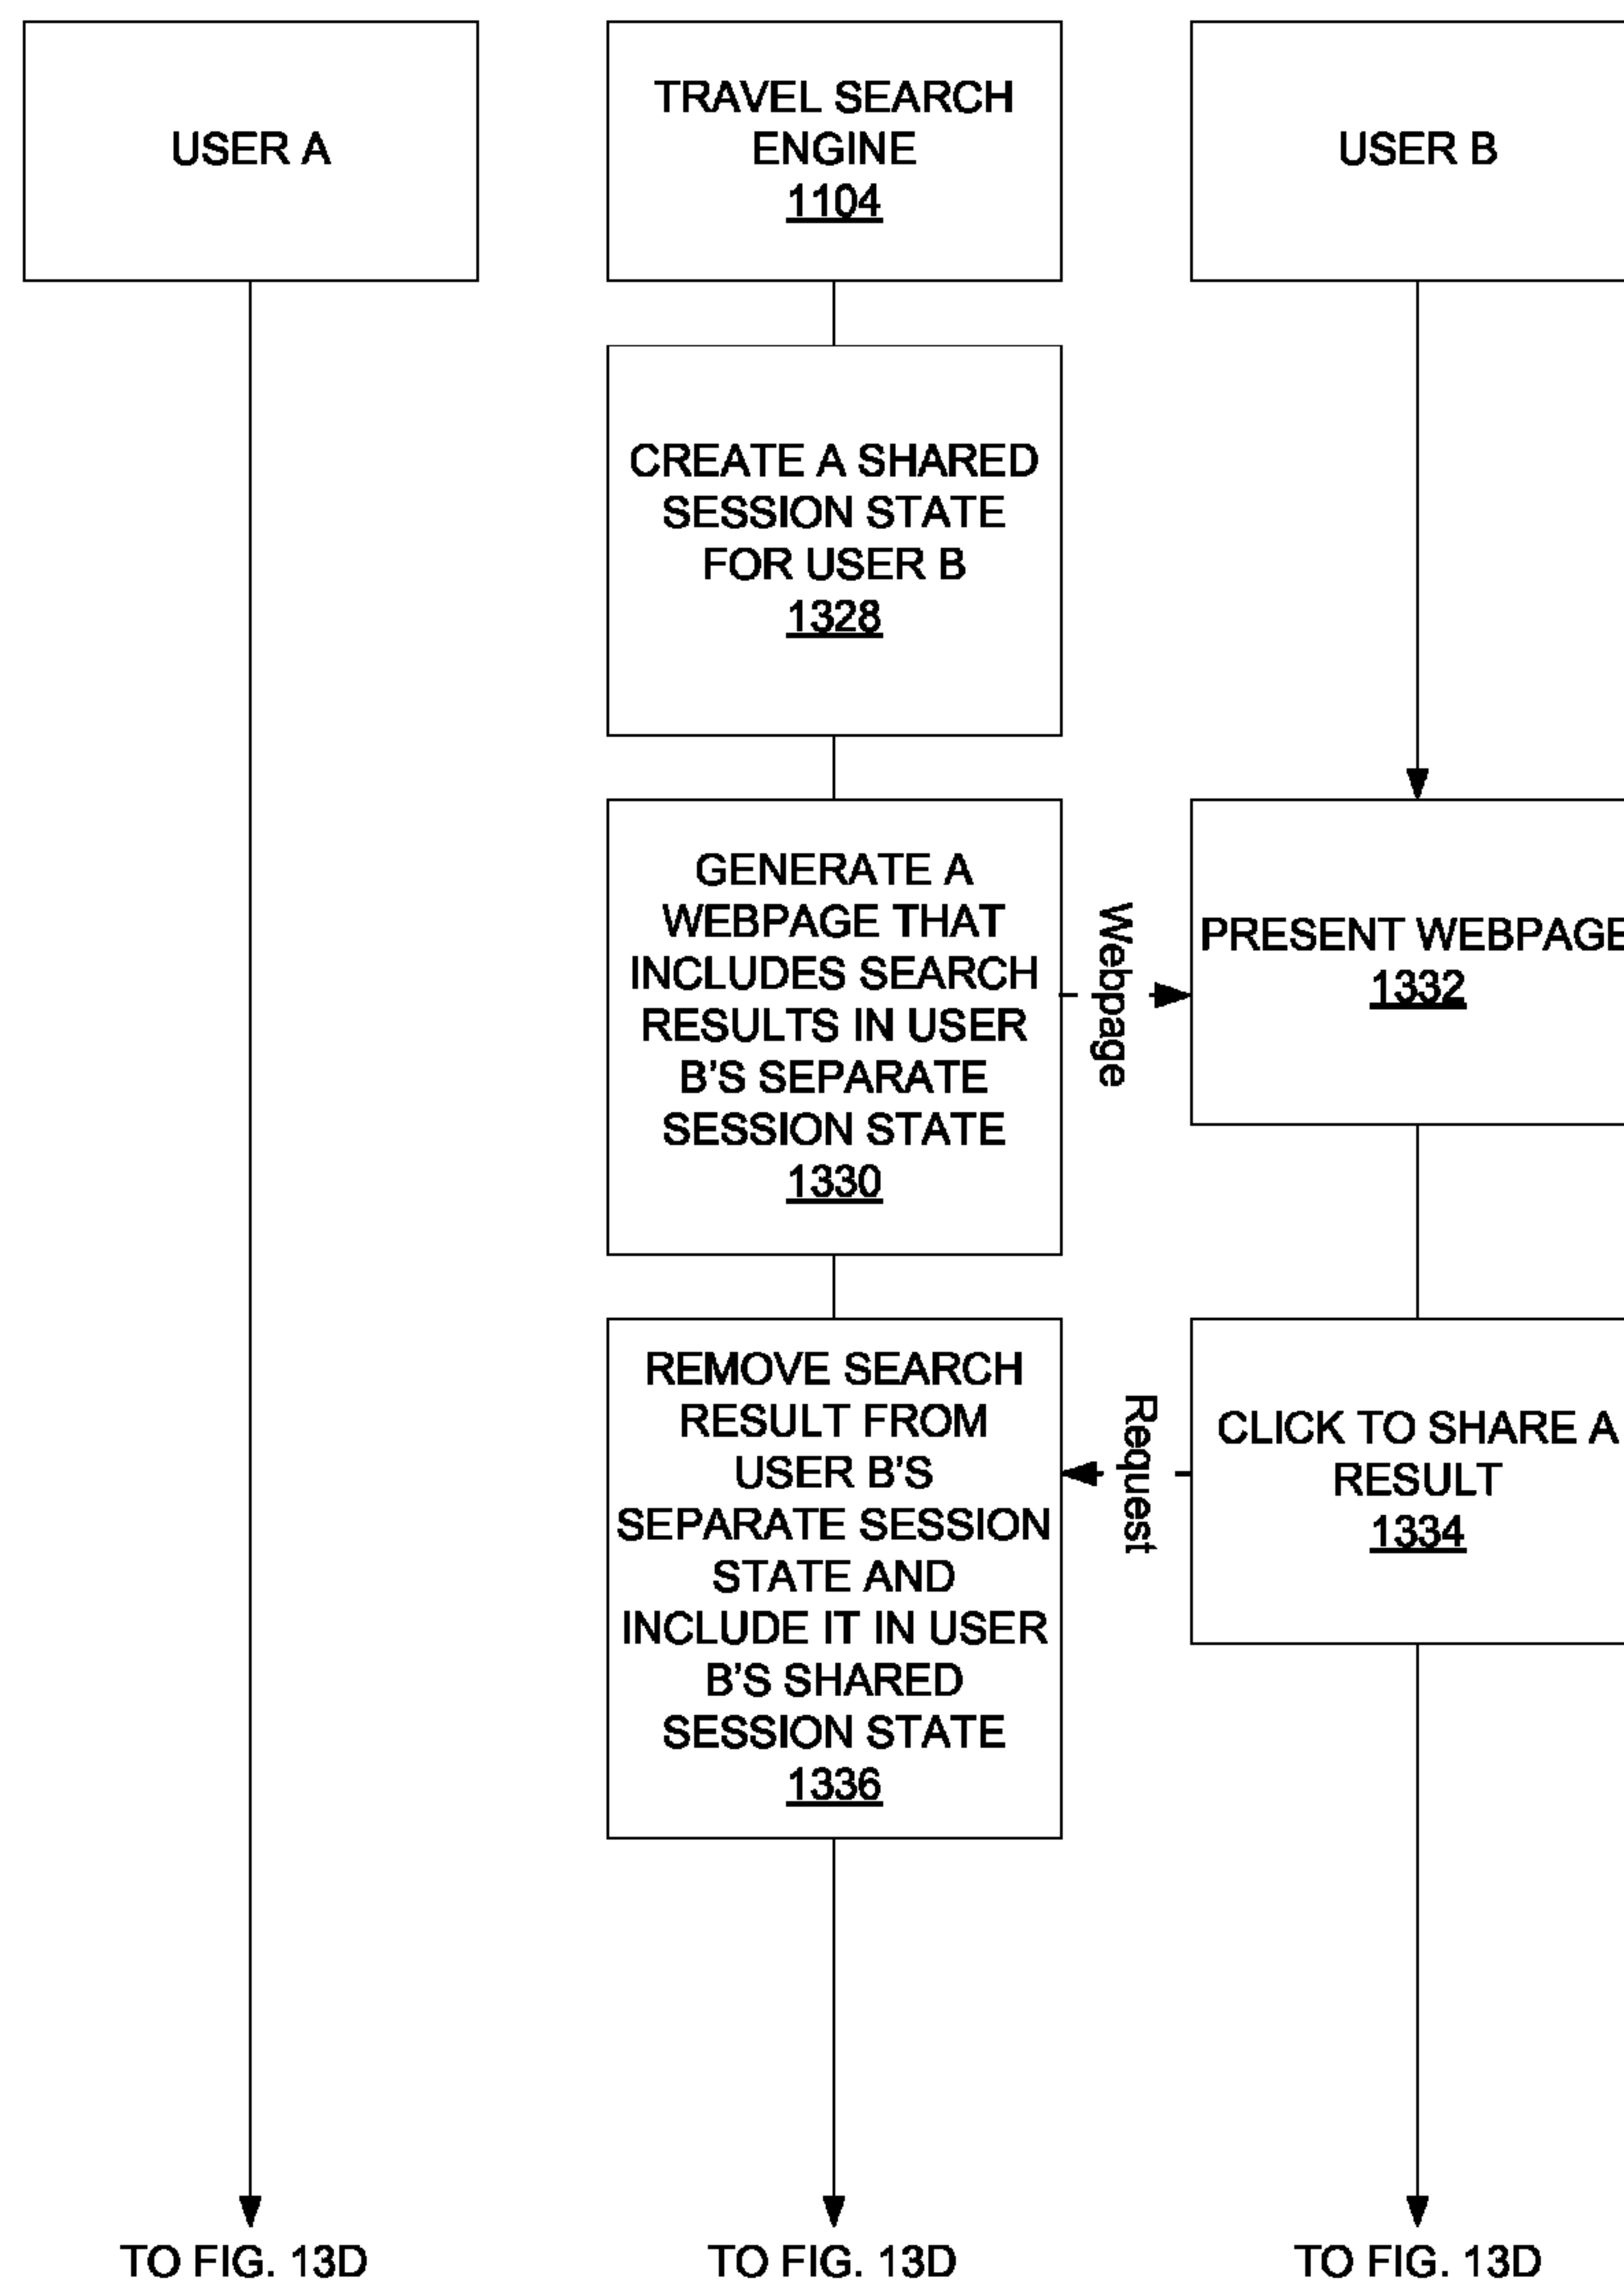 USER A
TRAVEL SEARCH
ENGINE
1104
USER B
CREATE A SHARED
SESSION STATE
FOR USER B
1328
GENERATE A
WEBPAGE THAT
INCLUDES SEARCH
RESULTS IN USER
B'S SEPARATE
SESSION STATE
1330
Webpage
PRESENT WEBPAGE
1332
REMOVE SEARCH
RESULT FROM
USER B'S
SEPARATE SESSION
STATE AND
INCLUDE IT IN USER
B'S SHARED
SESSION STATE
1336
Request
CLICK TO SHARE A
RESULT
1334
TO FIG. 13D
TO FIG. 13D
TO FIG. 13D